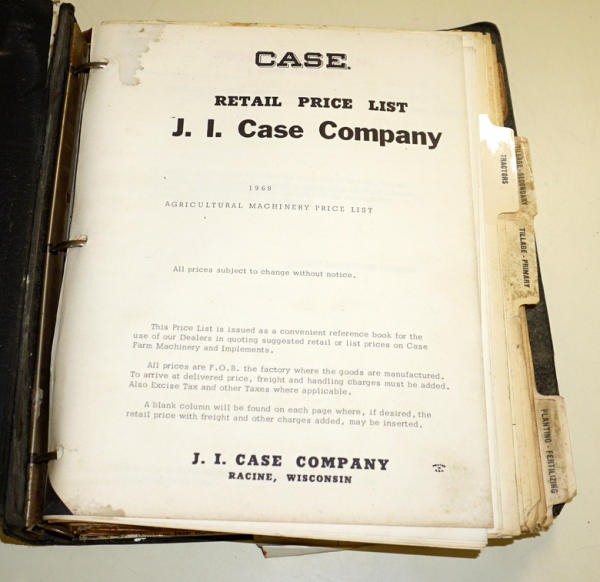 CASE.
RETAIL PRICE LIST
J. I. Case Company
1969
AGRICULTURAL MACHINERY PRICE LIST
All prices subject to change without notice.
This Price List is issued as a convenient reference book for the
use of our Dealers in quoting suggested retail or list prices on Case
Farm Machinery and Implements.
All prices are F.O.B. the factory where the goods are manufactured.
To arrive at delivered price, freight and handling charges must be added.
Also Excise Tax and other Taxes where applicable.
A blank column will be found on each page where, if desired, the
retail price with freight and other charges added, may be inserted.
J. I. CASE COMPANY
RACINE, WISCONSIN
TRACTORS
TILLAGE - SECONDARY
TILLAGE - PRIMARY
PLANTING - FERTILIZING